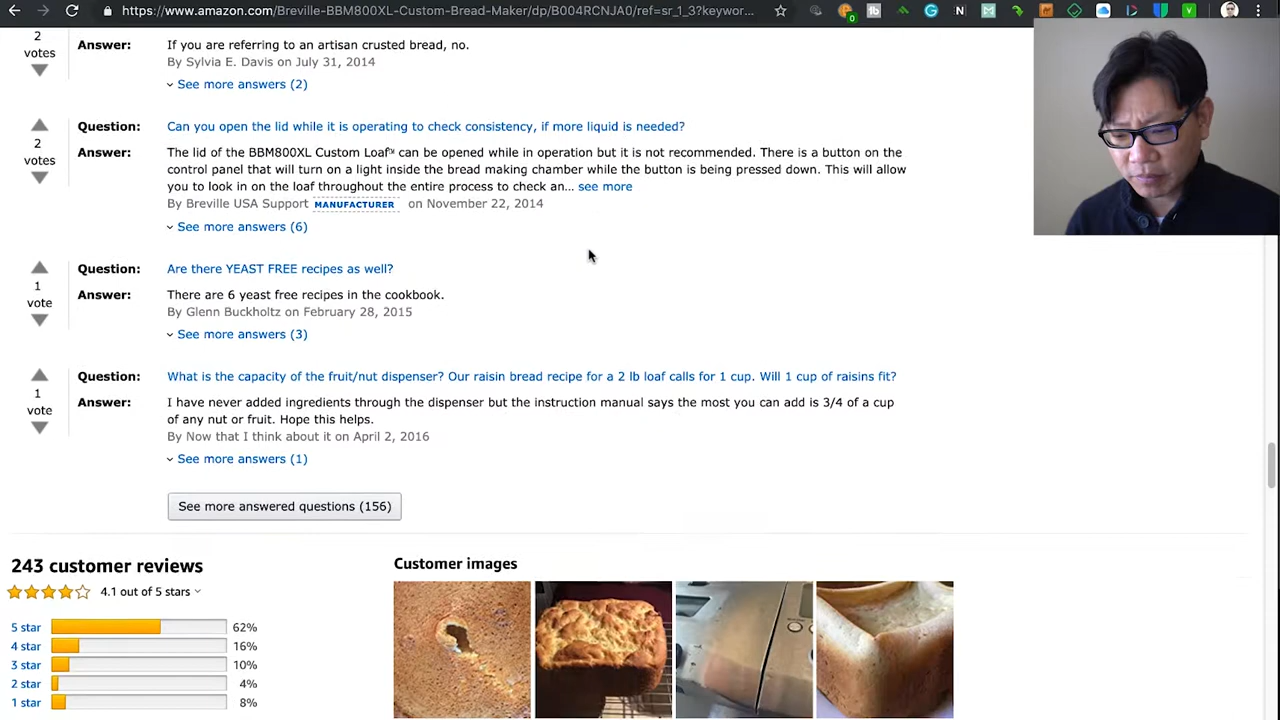 https://www.amazon.com/Breville-BBM800XL-Custom-Bread-Maker/dp/B004RCNJA0/ref=sr_1_3?keywor...
2
votes
Answer: If you are referring to an artisan crusted bread, no.
By Sylvia E. Davis on July 31, 2014
See more answers (2)
2
votes
Question: Can you open the lid while it is operating to check consistency, if more liquid is needed?
Answer: The lid of the BBM800XL Custom Loaf™ can be opened while in operation but it is not recommended. There is a button on the
control panel that will turn on a light inside the bread making chamber while the button is being pressed down. This will allow
you to look in on the loaf throughout the entire process to check an... see more
By Breville USA Support MANUFACTURER on November 22, 2014
See more answers (6)
1
vote
Question: Are there YEAST FREE recipes as well?
Answer: There are 6 yeast free recipes in the cookbook.
By Glenn Buckholtz on February 28, 2015
See more answers (3)
1
vote
Question: What is the capacity of the fruit/nut dispenser? Our raisin bread recipe for a 2 lb loaf calls for 1 cup. Will 1 cup of raisins fit?
Answer: I have never added ingredients through the dispenser but the instruction manual says the most you can add is 3/4 of a cup
of any nut or fruit. Hope this helps.
By Now that I think about it on April 2, 2016
See more answers (1)
See more answered questions (156)
243 customer reviews
4.1 out of 5 stars
5 star 62%
4 star 16%
3 star 10%
2 star 4%
1 star 8%
Customer images